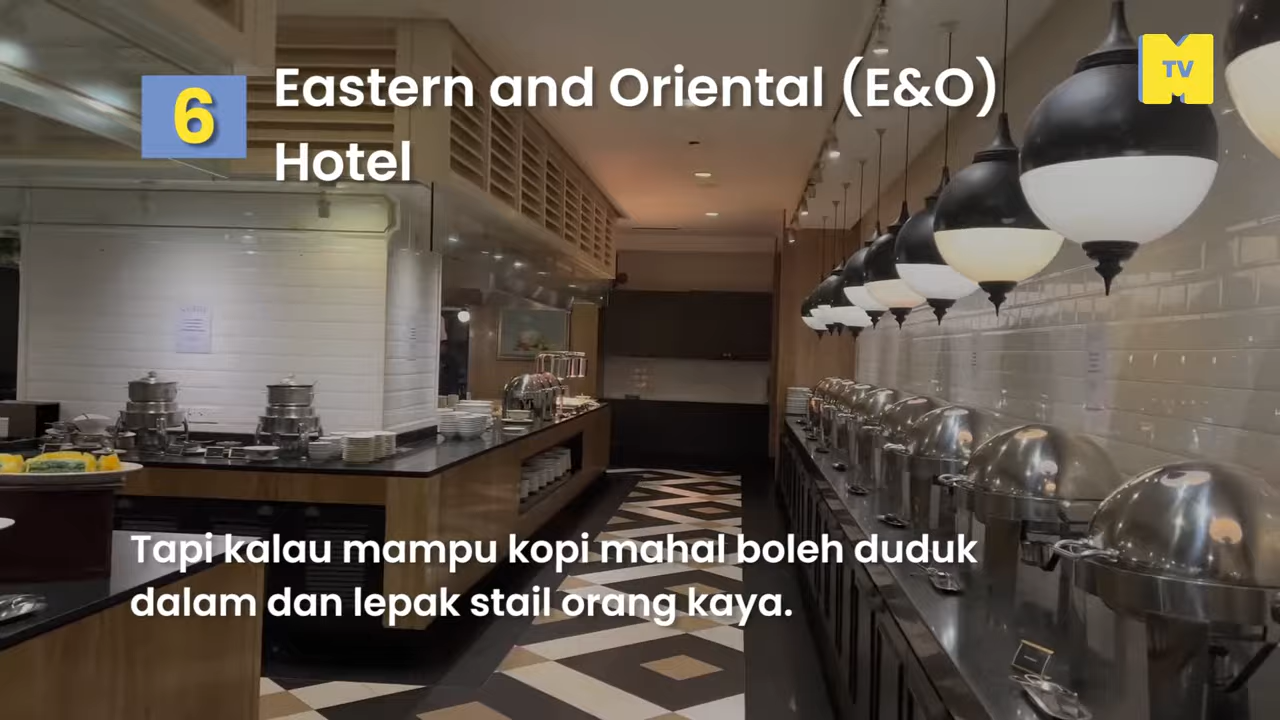 6
Eastern and Oriental (E&O)
Hotel
M
TV
Tapi kalau mampu kopi mahal boleh duduk
dalam dan lepak stail orang kaya.